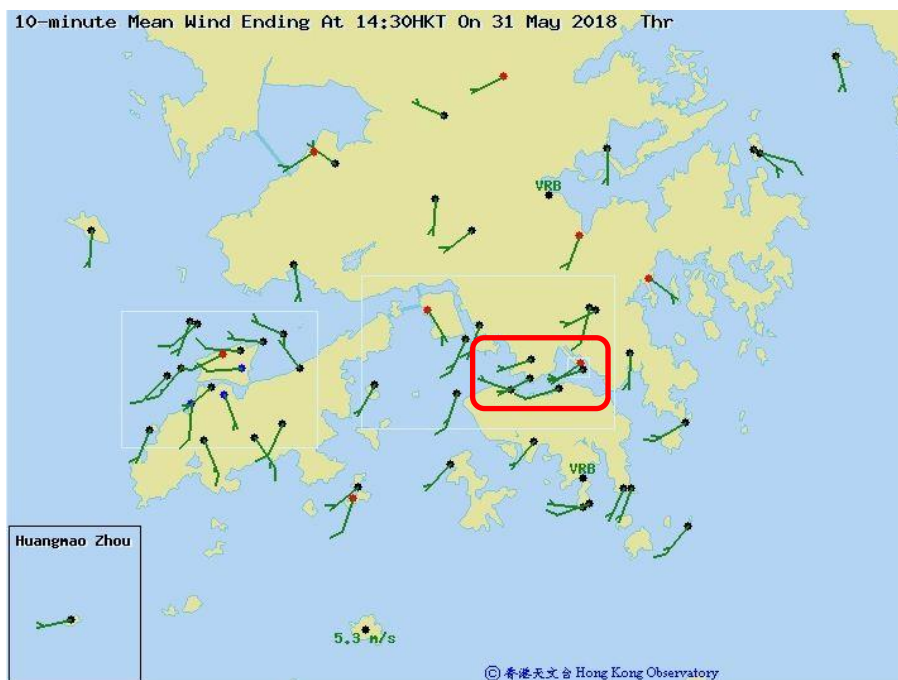 10-minute Mean Wind Ending At 14:30HKT On 31 May 2018 Thr
VRB
VRB
Huangmao Zhou
5.3 m/s
© 香港天文台 Hong Kong Observatory